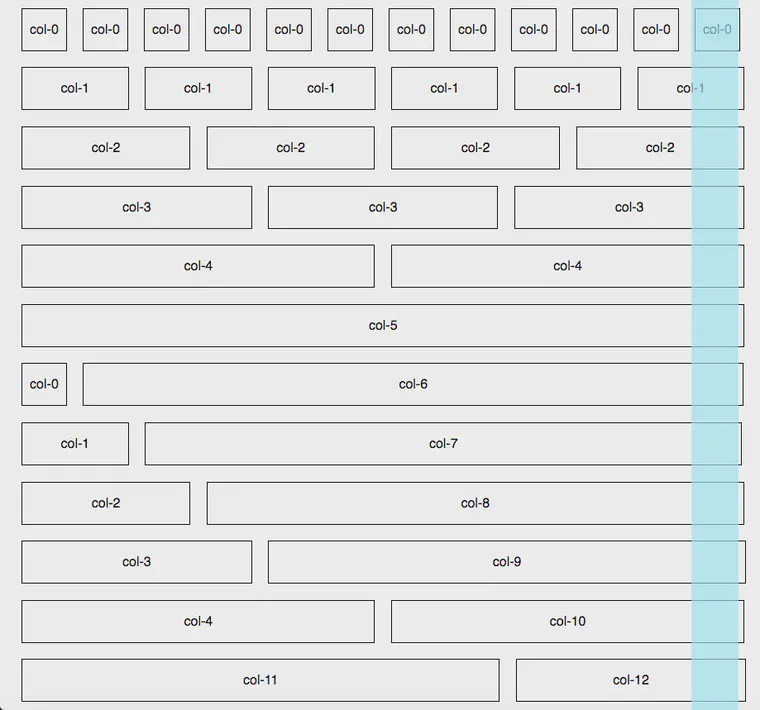 col-0 col-0 col-0 col-0 col-0 col-0 col-0 col-0 col-0 col-0 col-0 col-0
col-1 col-1 col-1 col-1 col-1 col-1
col-2 col-2 col-2 col-2
col-3 col-3 col-3
col-4 col-4
col-5
col-0 col-6
col-1 col-7
col-2 col-8
col-3 col-9
col-4 col-10
col-11 col-12